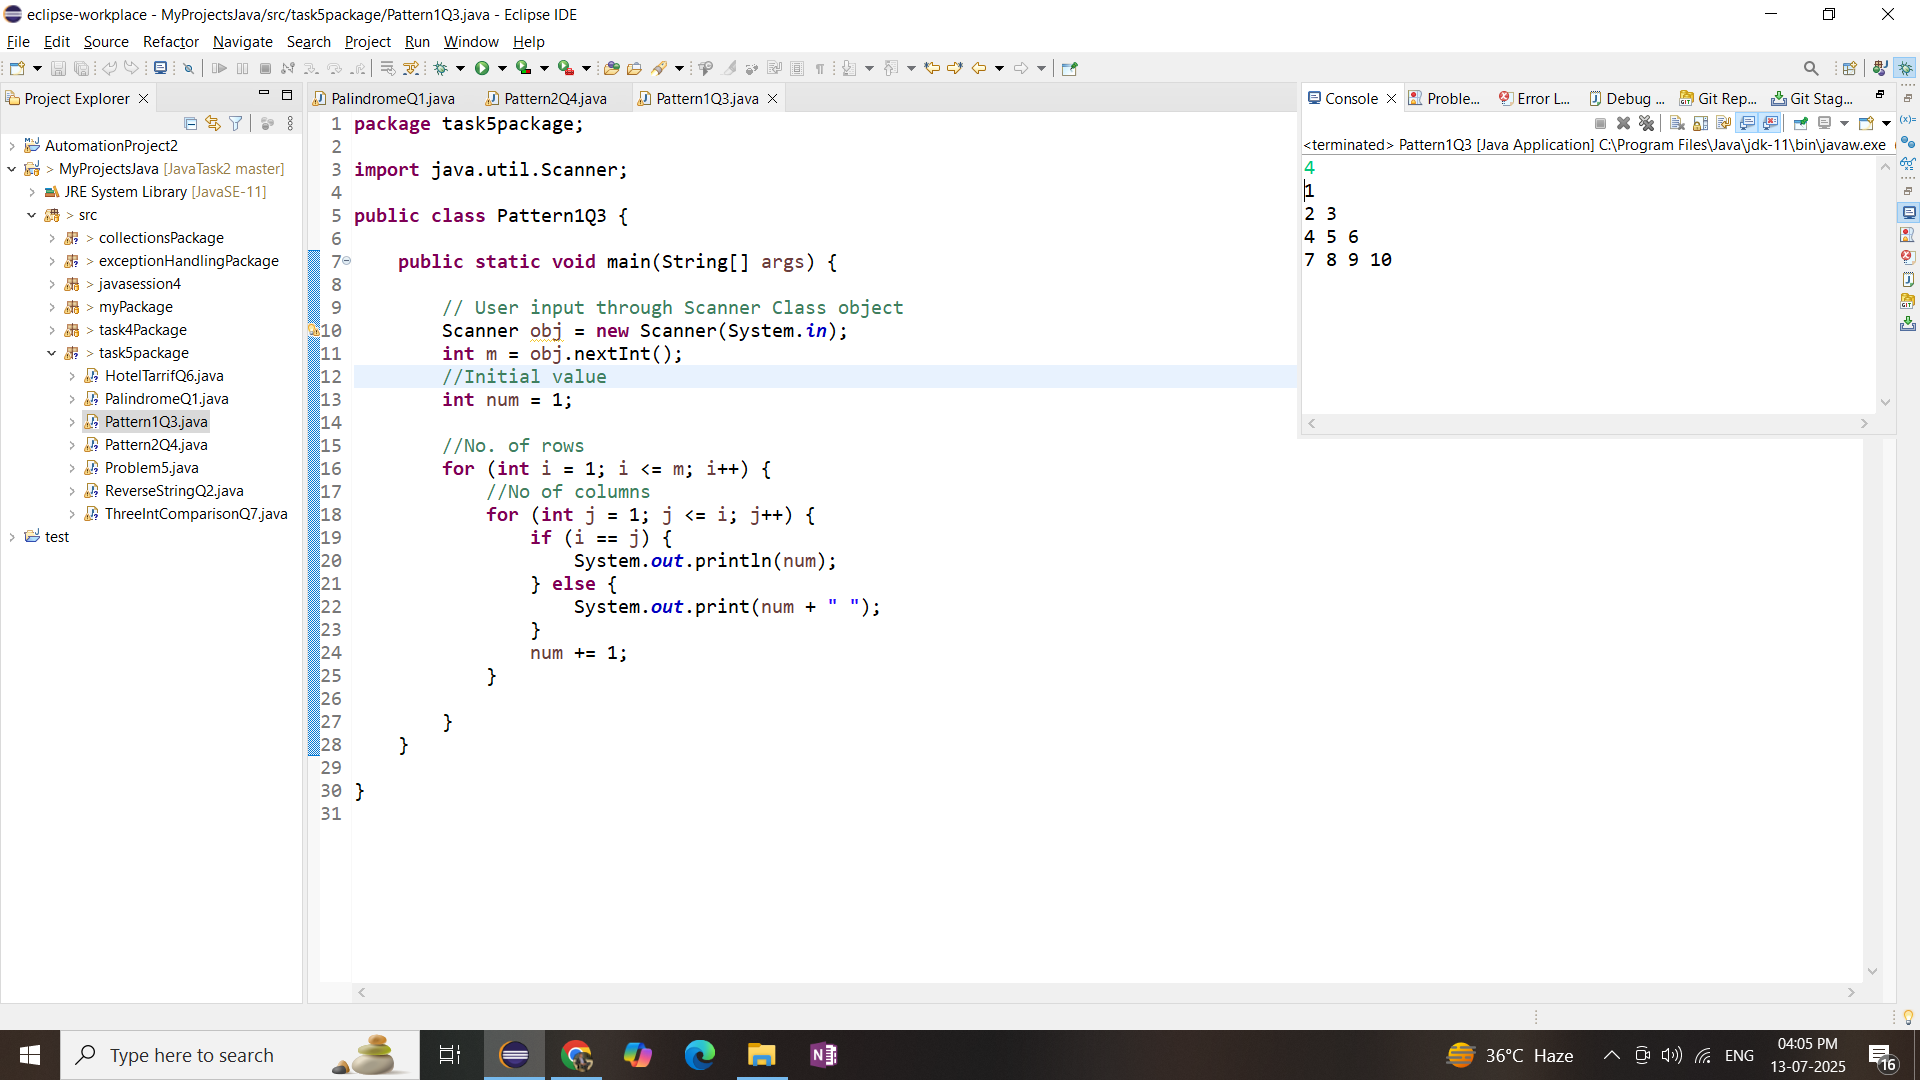 eclipse-workplace - MyProjectsJava/src/task5package/Pattern1Q3.java - Eclipse IDE
File Edit Source Refactor Navigate Search Project Run Window Help
Project Explorer
AutomationProject2
> MyProjectsJava [JavaTask2 master]
JRE System Library [JavaSE-11]
> src
> collectionsPackage
> exceptionHandlingPackage
> javasession4
> myPackage
> task4Package
> task5package
HotelTarrifQ6.java
PalindromeQ1.java
Pattern1Q3.java
Pattern2Q4.java
Problem5.java
ReverseStringQ2.java
ThreeIntComparisonQ7.java
test
PalindromeQ1.java Pattern2Q4.java Pattern1Q3.java
1 package task5package;
2
3 import java.util.Scanner;
4
5 public class Pattern1Q3 {
6
7 public static void main(String[] args) {
8
9 // User input through Scanner Class object
10 Scanner obj = new Scanner(System.in);
11 int m = obj.nextInt();
12 //Initial value
13 int num = 1;
14
15 //No. of rows
16 for (int i = 1; i <= m; i++) {
17 //No of columns
18 for (int j = 1; j <= i; j++) {
19 if (i == j) {
20 System.out.println(num);
21 } else {
22 System.out.print(num + " ");
23 }
24 num += 1;
25 }
26
27 }
28 }
29
30 }
31
Console Proble... Error L... Debug ... Git Rep... Git Stag...
<terminated> Pattern1Q3 [Java Application] C:\Program Files\Java\jdk-11\bin\javaw.exe
4
1
2 3
4 5 6
7 8 9 10
Type here to search
36°C Haze
ENG
04:05 PM
13-07-2025
16